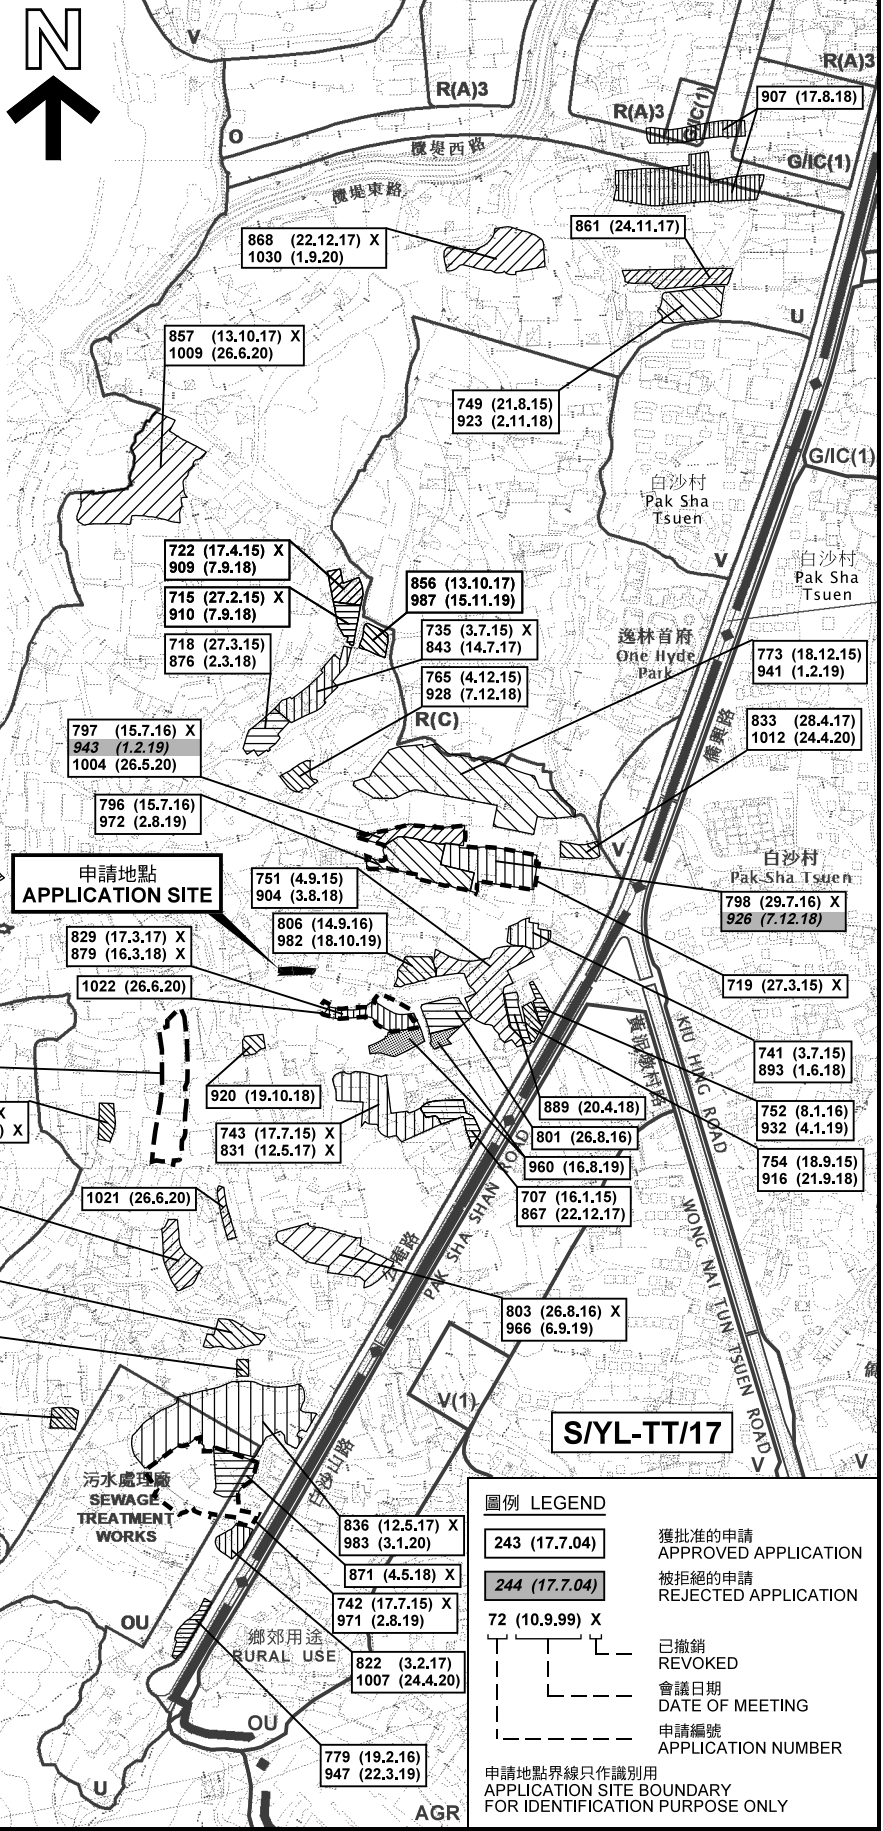 N
V
R(A)3
R(A)3
R(A)3
G/IC(1)
907 (17.8.18)
O
欖堤西路
G/IC(1)
欖堤東路
868 (22.12.17) X
1030 (1.9.20)
861 (24.11.17)
U
857 (13.10.17) X
1009 (26.6.20)
749 (21.8.15)
923 (2.11.18)
G/IC(1)
白沙村
Pak Sha
Tsuen
V
白沙村
Pak Sha
Tsuen
722 (17.4.15) X
909 (7.9.18)
715 (27.2.15) X
910 (7.9.18)
718 (27.3.15)
876 (2.3.18)
856 (13.10.17)
987 (15.11.19)
735 (3.7.15) X
843 (14.7.17)
765 (4.12.15)
928 (7.12.18)
逸林首府
One Hyde
Park
773 (18.12.15)
941 (1.2.19)
R(C)
僑興路
833 (28.4.17)
1012 (24.4.20)
797 (15.7.16) X
943 (1.2.19)
1004 (26.5.20)
796 (15.7.16)
972 (2.8.19)
V
白沙村
Pak Sha Tsuen
申請地點
APPLICATION SITE
751 (4.9.15)
904 (3.8.18)
798 (29.7.16) X
926 (7.12.18)
806 (14.9.16)
982 (18.10.19)
829 (17.3.17) X
879 (16.3.18) X
1022 (26.6.20)
719 (27.3.15) X
黃泥墩村路
KIU HING ROAD
741 (3.7.15)
893 (1.6.18)
920 (19.10.18)
889 (20.4.18)
752 (8.1.16)
932 (4.1.19)
X
) X
743 (17.7.15) X
831 (12.5.17) X
801 (26.8.16)
960 (16.8.19)
754 (18.9.15)
916 (21.9.18)
1021 (26.6.20)
707 (16.1.15)
867 (22.12.17)
公庵路
PAK SHA SHAN ROAD
WONG NAI TUN TSUEN ROAD
803 (26.8.16) X
966 (6.9.19)
V(1)
S/YL-TT/17
V
V
白沙山路
污水處理廠
SEWAGE
TREATMENT
WORKS
836 (12.5.17) X
983 (3.1.20)
871 (4.5.18) X
742 (17.7.15) X
971 (2.8.19)
OU
鄉郊用途
RURAL USE
822 (3.2.17)
1007 (24.4.20)
OU
779 (19.2.16)
947 (22.3.19)
U
AGR
圖例 LEGEND
243 (17.7.04)
獲批准的申請
APPROVED APPLICATION
244 (17.7.04)
被拒絕的申請
REJECTED APPLICATION
72 (10.9.99) X
已撤銷
REVOKED
會議日期
DATE OF MEETING
申請編號
APPLICATION NUMBER
申請地點界線只作識別用
APPLICATION SITE BOUNDARY
FOR IDENTIFICATION PURPOSE ONLY